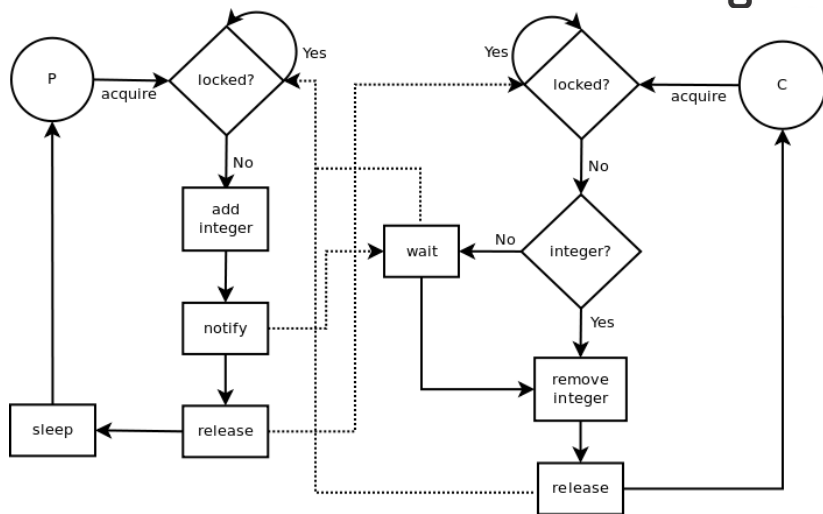 g
Yes
Yes
P
locked?
locked?
C
acquire
acquire
No
No
add
integer
wait
No
integer?
notify
Yes
remove
integer
sleep
release
release